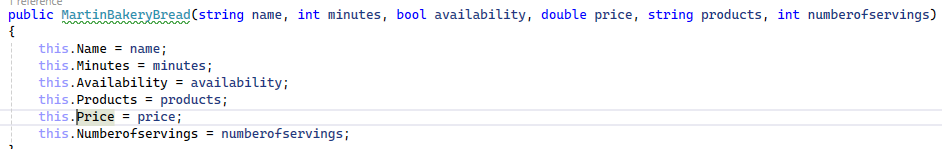 1 reference
public MartinBakeryBread(string name, int minutes, bool availability, double price, string products, int numberofservings)
{
this.Name = name;
this.Minutes = minutes;
this.Availability = availability;
this.Products = products;
this.Price = price;
this.Numberofservings = numberofservings;
}